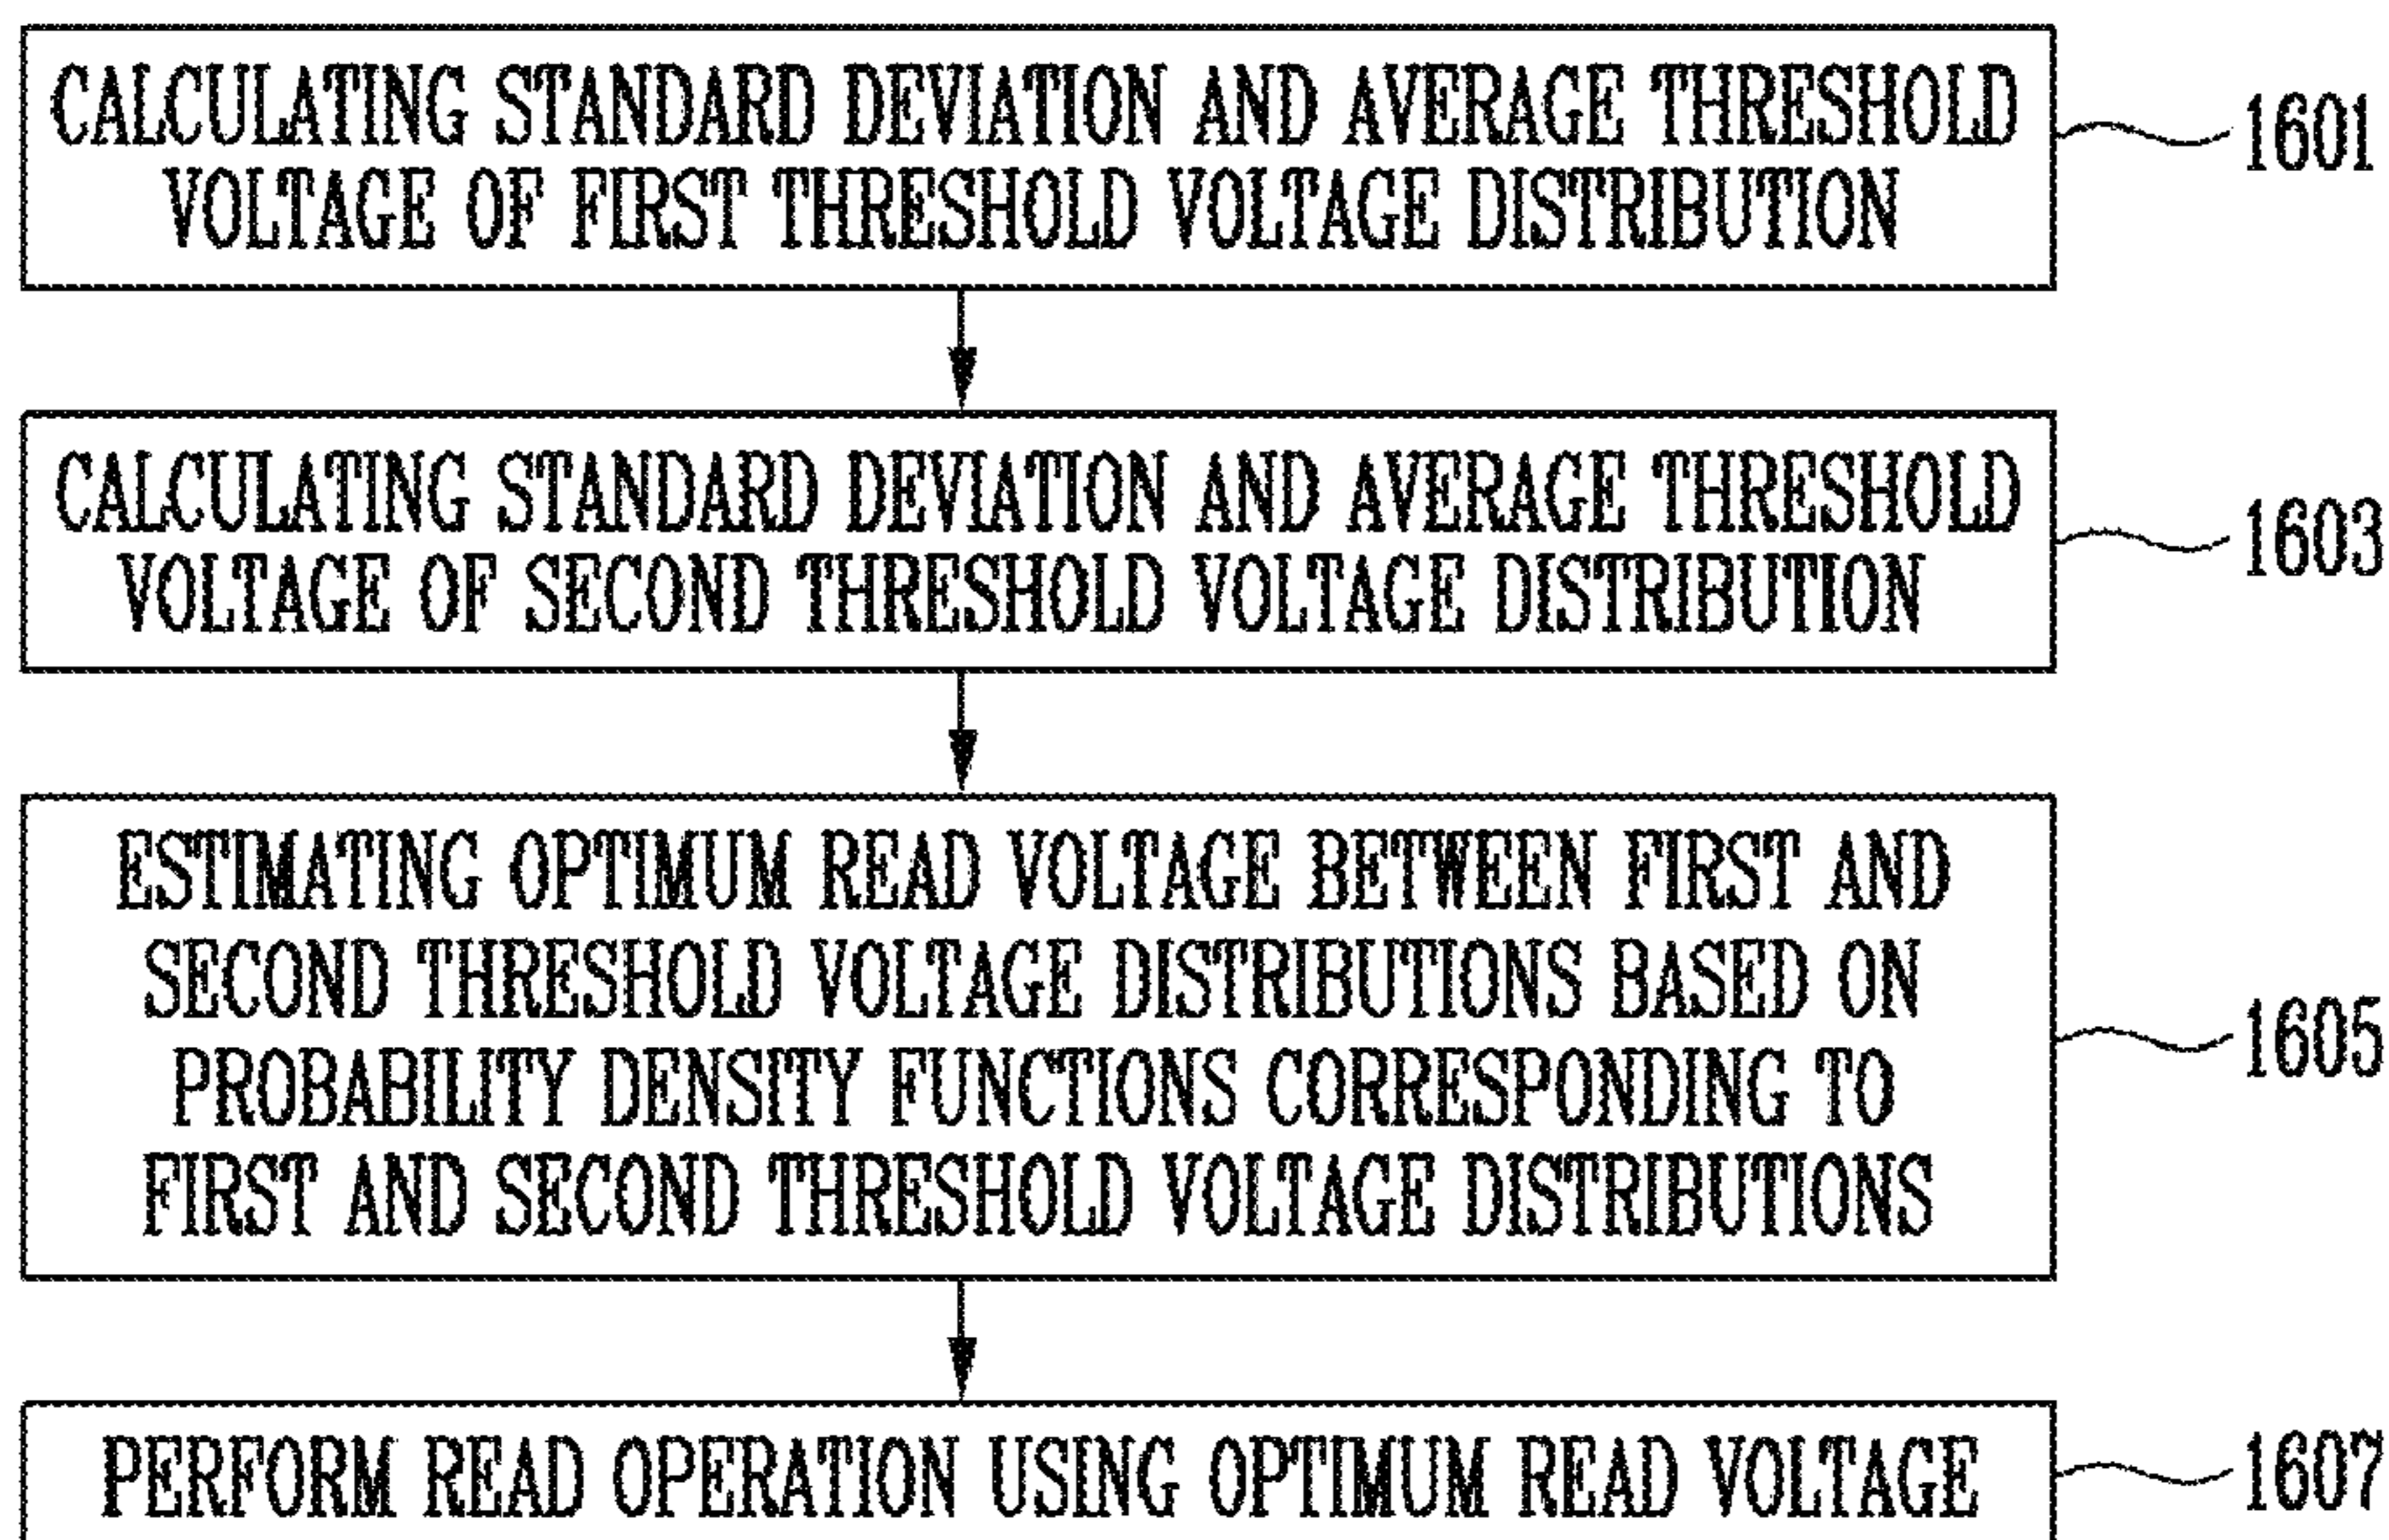 CALCULATING STANDARD DEVIATION AND AVERAGE THRESHOLD
VOLTAGE OF FIRST THRESHOLD VOLTAGE DISTRIBUTION
1601
CALCULATING STANDARD DEVIATION AND AVERAGE THRESHOLD
VOLTAGE OF SECOND THRESHOLD VOLTAGE DISTRIBUTION
1603
ESTIMATING OPTIMUM READ VOLTAGE BETWEEN FIRST AND
SECOND THRESHOLD VOLTAGE DISTRIBUTIONS BASED ON
PROBABILITY DENSITY FUNCTIONS CORRESPONDING TO
FIRST AND SECOND THRESHOLD VOLTAGE DISTRIBUTIONS
1605
PERFORM READ OPERATION USING OPTIMUM READ VOLTAGE
1607